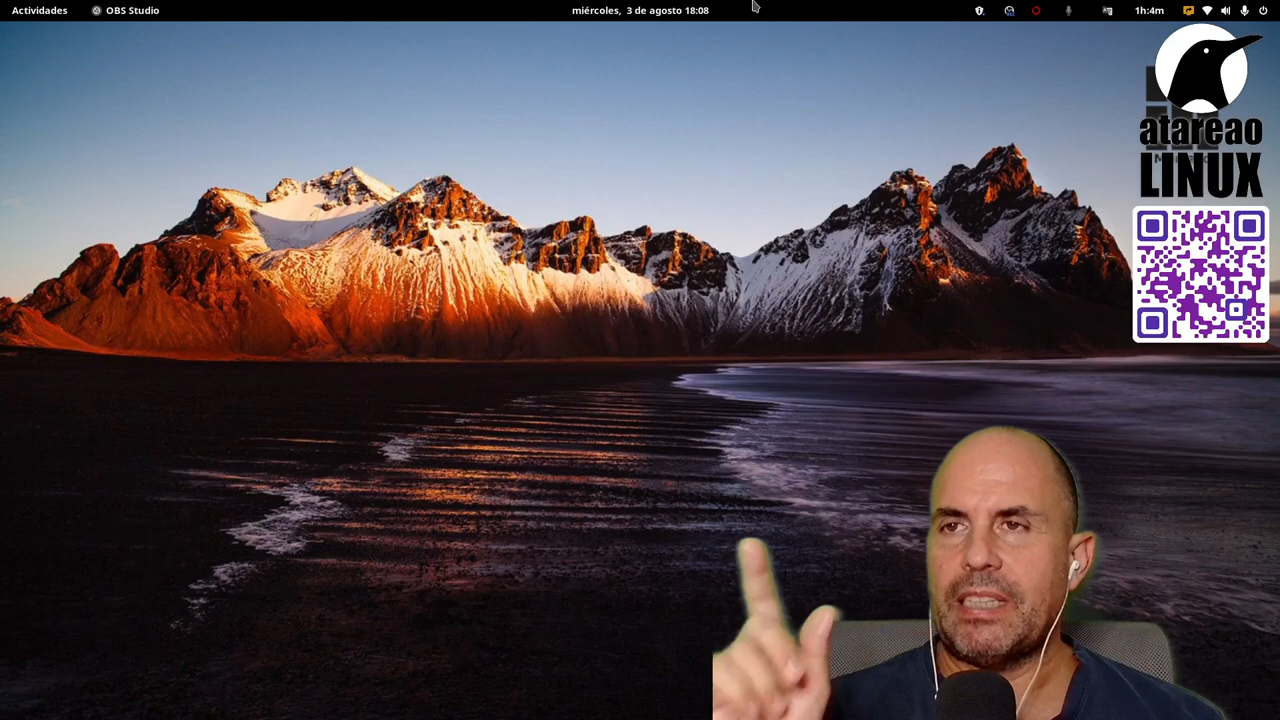 Actividades
OBS Studio
miércoles, 3 de agosto 18:08
1h:4m
atareao
LINUX